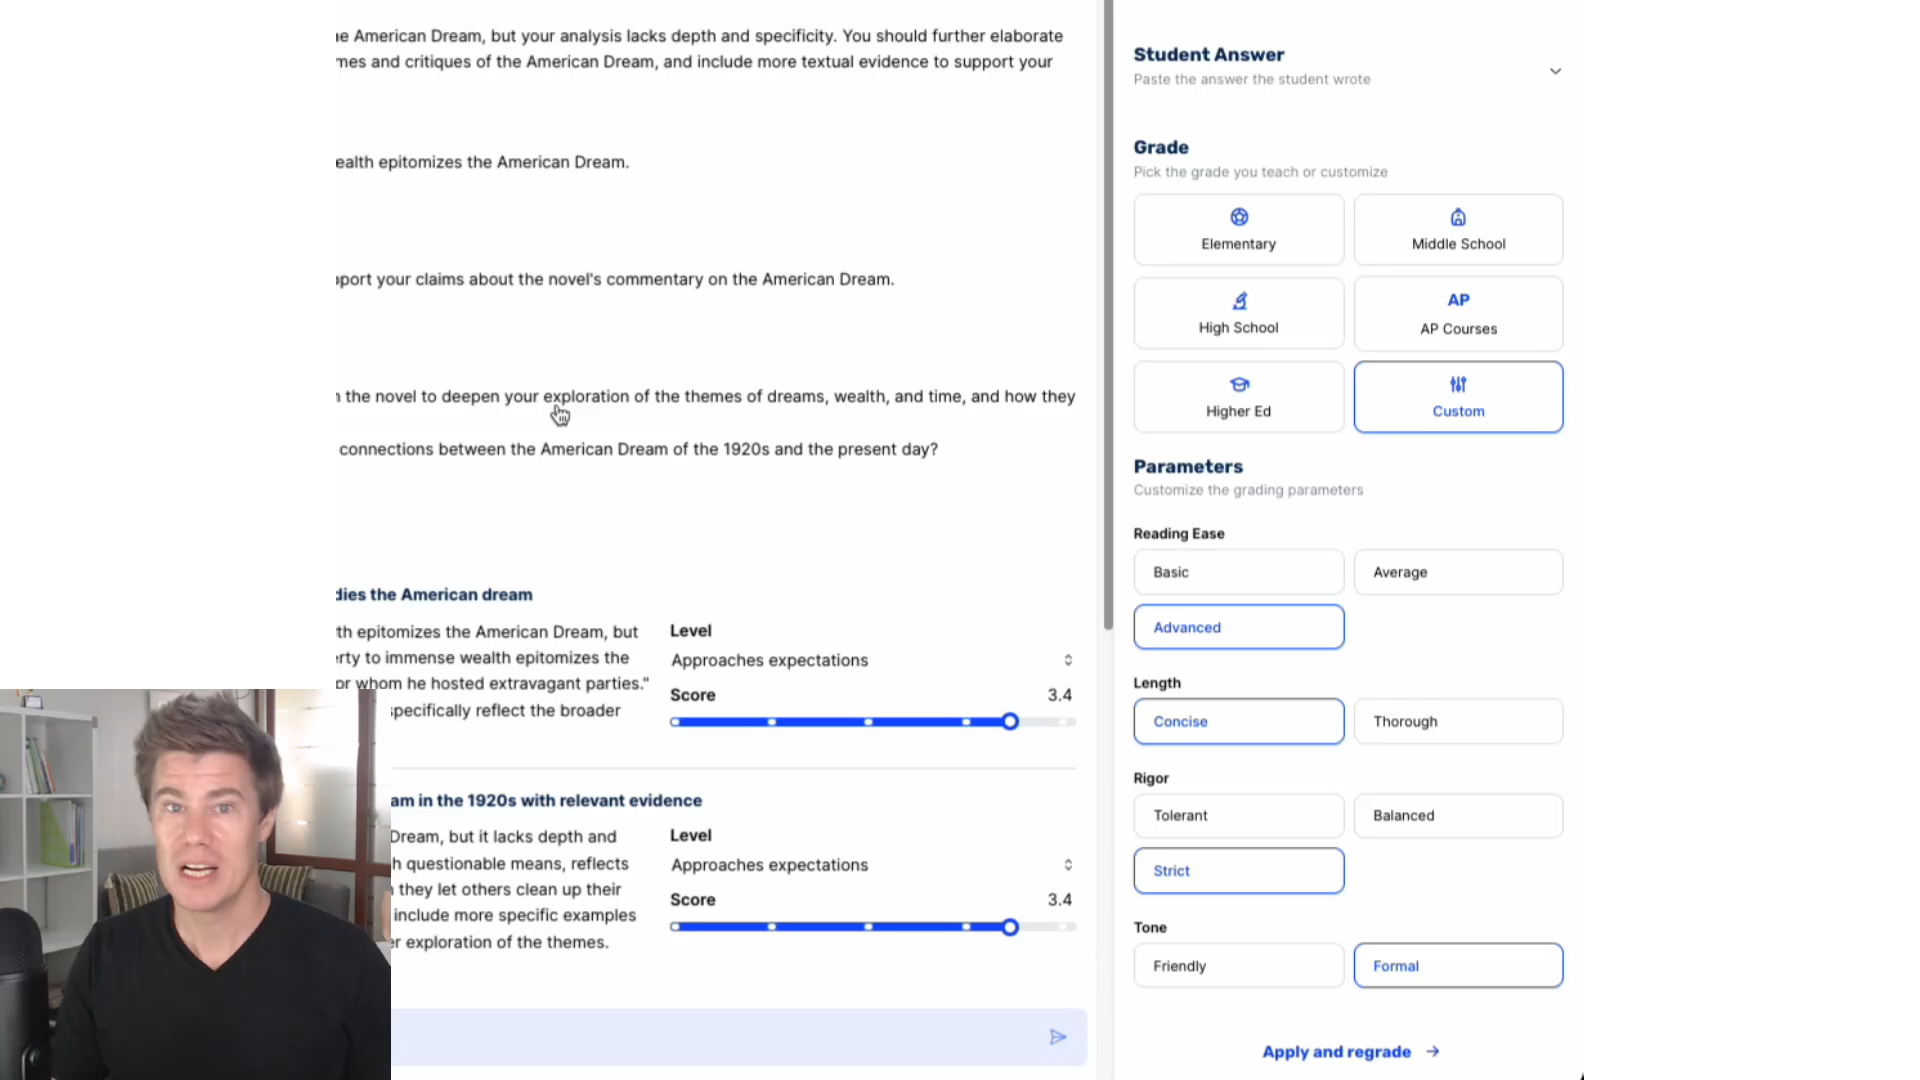 e American Dream, but your analysis lacks depth and specificity. You should further elaborate
mes and critiques of the American Dream, and include more textual evidence to support your
ealth epitomizes the American Dream.
pport your claims about the novel's commentary on the American Dream.
n the novel to deepen your exploration of the themes of dreams, wealth, and time, and how they
connections between the American Dream of the 1920s and the present day?
dies the American dream
th epitomizes the American Dream, but
rty to immense wealth epitomizes the
or whom he hosted extravagant parties."
specifically reflect the broader
Level
Approaches expectations
Score 3.4
am in the 1920s with relevant evidence
Dream, but it lacks depth and
h questionable means, reflects
they let others clean up their
include more specific examples
er exploration of the themes.
Level
Approaches expectations
Score 3.4
Student Answer
Paste the answer the student wrote
Grade
Pick the grade you teach or customize
Elementary
Middle School
High School
AP
AP Courses
Higher Ed
Custom
Parameters
Customize the grading parameters
Reading Ease
Basic
Average
Advanced
Length
Concise
Thorough
Rigor
Tolerant
Balanced
Strict
Tone
Friendly
Formal
Apply and regrade